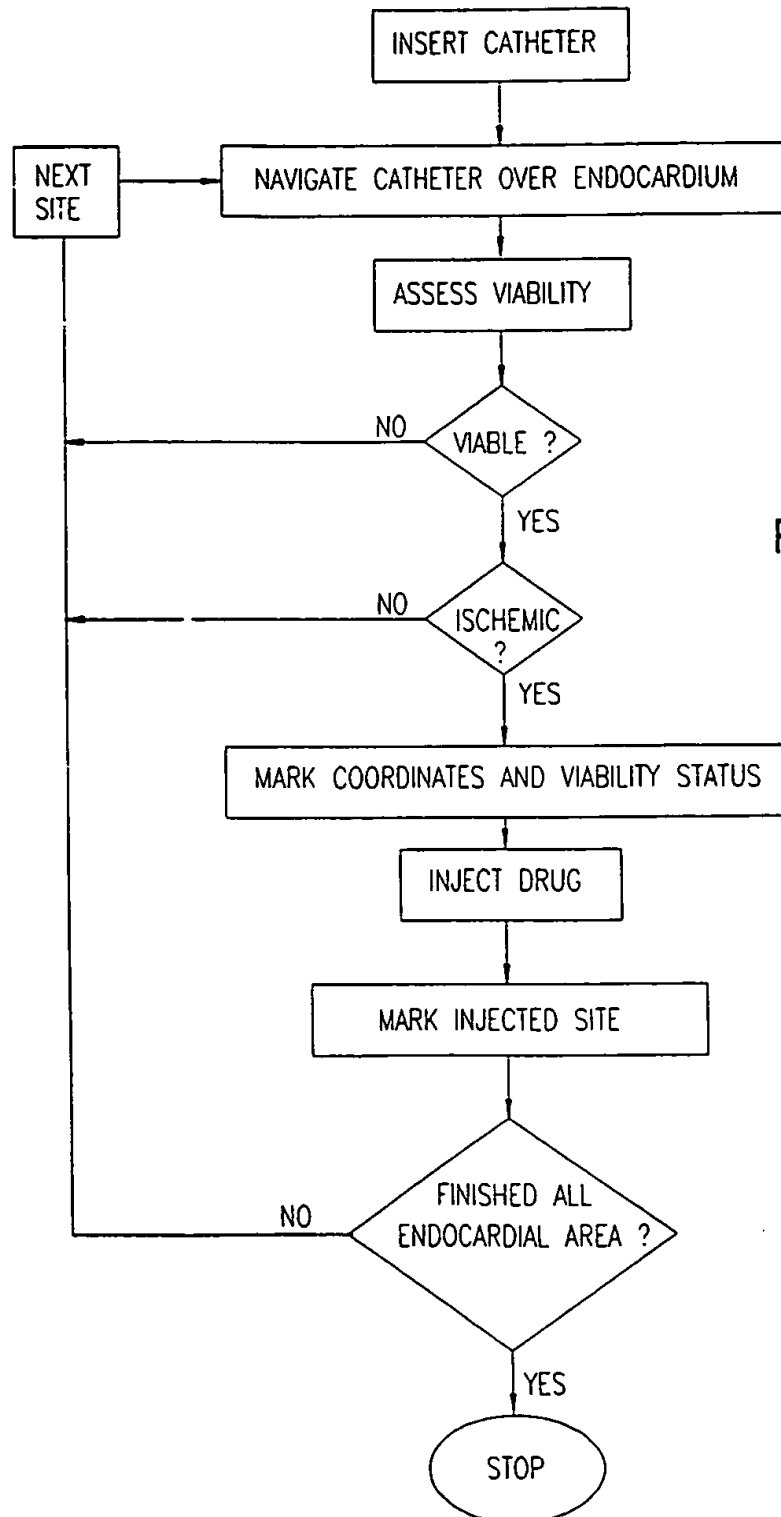 INSERT CATHETER
NEXT
SITE
NAVIGATE CATHETER OVER ENDOCARDIUM
ASSESS VIABILITY
NO
VIABLE ?
YES
NO
ISCHEMIC
?
YES
MARK COORDINATES AND VIABILITY STATUS
INJECT DRUG
MARK INJECTED SITE
FINISHED ALL
NO
ENDOCARDIAL AREA ?
YES
STOP